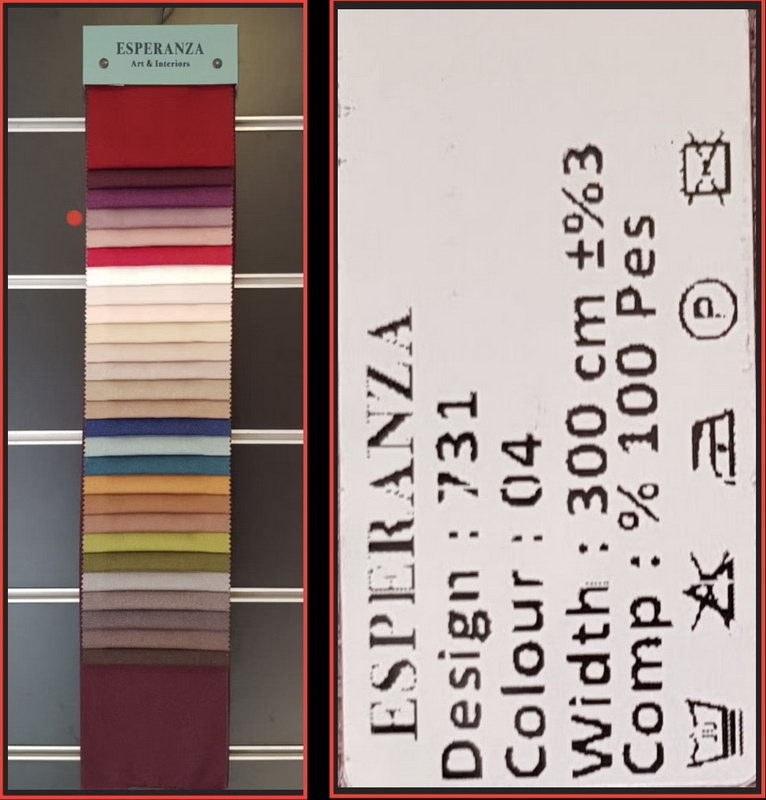 ESPERANZA
Art & Interiors
ESPERANZA
Design : 731
Colour : 04
Width : 300 cm ±%3
Comp : % 100 Pes
P